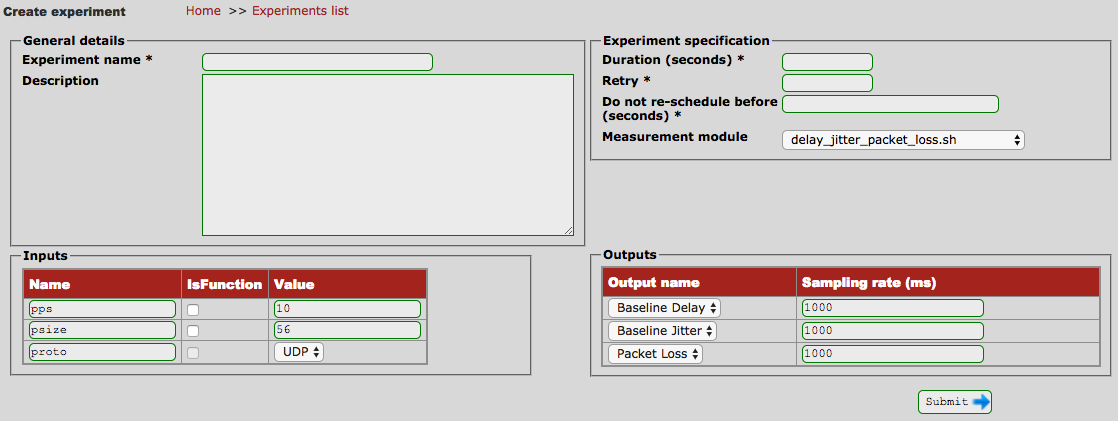 Create experiment
Home >> Experiments list
General details
Experiment name *
Description
Experiment specification
Duration (seconds) *
Retry *
Do not re-schedule before
(seconds) *
Measurement module
delay_jitter_packet_loss.sh
Inputs
Name IsFunction Value
pps 10
psize 56
proto UDP
Outputs
Output name Sampling rate (ms)
Baseline Delay 1000
Baseline Jitter 1000
Packet Loss 1000
Submit